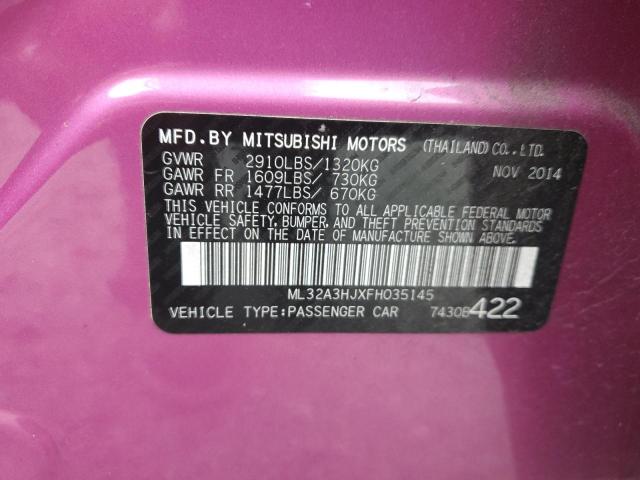 MFD. BY MITSUBISHI MOTORS (THAILAND) CO., LTD.
GVWR 2910LBS/1320KG NOV 2014
GAWR FR 1609LBS/ 730KG
GAWR RR 1477LBS/ 670KG
THIS VEHICLE CONFORMS TO ALL APPLICABLE FEDERAL MOTOR
VEHICLE SAFETY, BUMPER, AND THEFT PREVENTION STANDARDS
IN EFFECT ON THE DATE OF MANUFACTURE SHOWN ABOVE.
ML32A3HJXFH035145
VEHICLE TYPE:PASSENGER CAR 7430B422